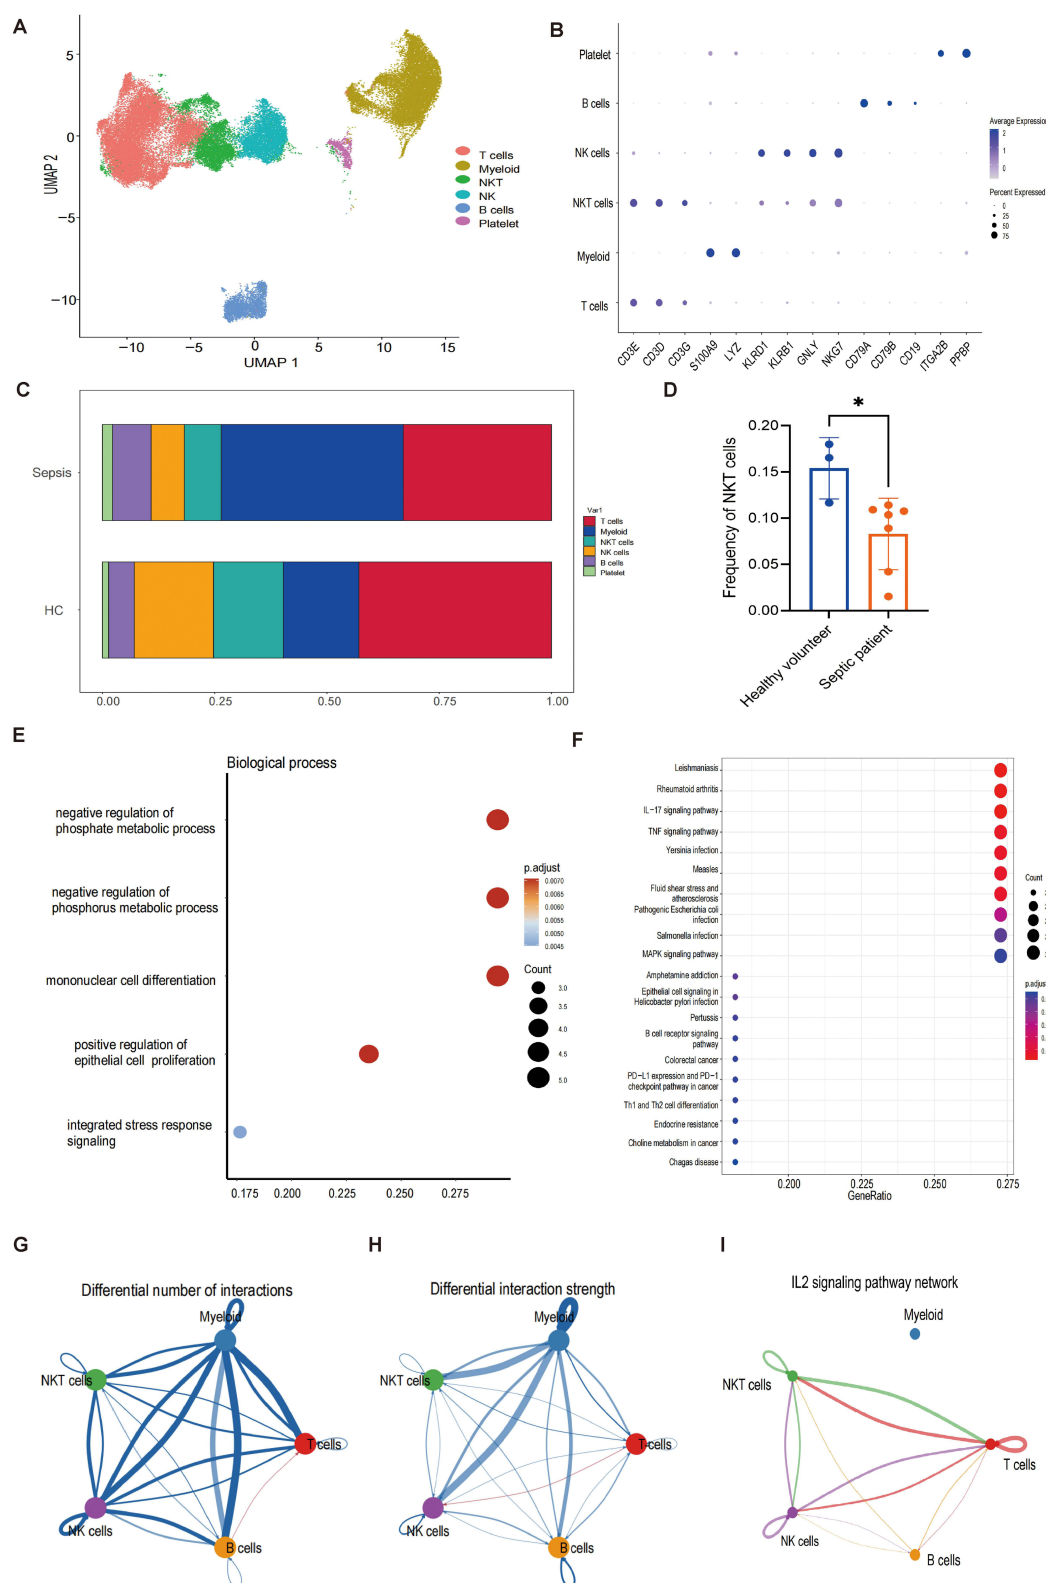 A
5
0
−5
−10
UMAP 2
−10
−5
0
5
10
15
UMAP 1
T cells
Myeloid
NKT
NK
B cells
Platelet
B
Platelet
B cells
NK cells
NKT cells
Myeloid
T cells
CD3E
CD3D
CD3G
S100A9
LYZ
KLRD1
KLRB1
GNLY
NKG7
CD79A
CD79B
CD19
ITGA2B
PPBP
Average Expression
2
1
0
Percent Expressed
0
25
50
75
C
Sepsis
HC
0.00
0.25
0.50
0.75
1.00
Var1
T cells
Myeloid
NKT cells
NK cells
B cells
Platelet
D
*
Frequency of NKT cells
0.20
0.15
0.10
0.05
0.00
Healthy volunteer
Septic patient
E
Biological process
negative regulation of
phosphate metabolic process
negative regulation of
phosphorus metabolic process
mononuclear cell differentiation
positive regulation of
epithelial cell proliferation
integrated stress response
signaling
0.175
0.200
0.225
0.250
0.275
p.adjust
0.0070
0.0065
0.0060
0.0055
0.0050
0.0045
Count
3.0
3.5
4.0
4.5
5.0
F
Leishmaniasis
Rheumatoid arthritis
IL−17 signaling pathway
TNF signaling pathway
Yersinia infection
Measles
Fluid shear stress and
atherosclerosis
Pathogenic Escherichia coli
infection
Salmonella infection
MAPK signaling pathway
Amphetamine addiction
Epithelial cell signaling in
Helicobacter pylori infection
Pertussis
B cell receptor signaling
pathway
Colorectal cancer
PD−L1 expression and PD−1
checkpoint pathway in cancer
Th1 and Th2 cell differentiation
Endocrine resistance
Choline metabolism in cancer
Chagas disease
0.200
0.225
0.250
0.275
GeneRatio
Count
p.adjus
G
Differential number of interactions
Myeloid
NKT cells
T cells
NK cells
B cells
H
Differential interaction strength
Myeloid
NKT cells
T cells
NK cells
B cells
I
IL2 signaling pathway network
Myeloid
NKT cells
T cells
NK cells
B cells